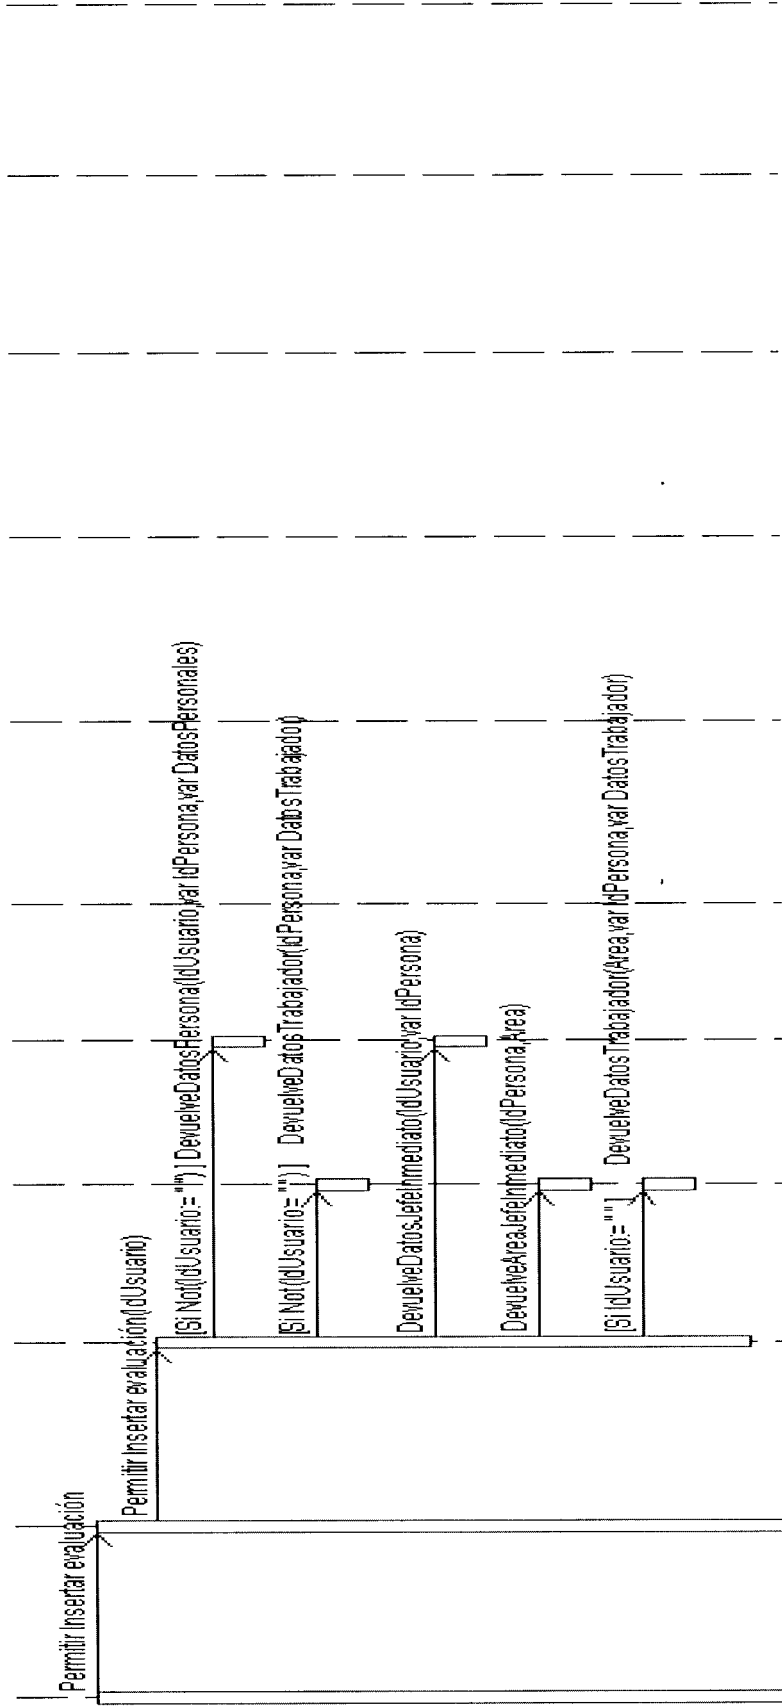 Permitir Insertar evaluación
Permitir Insertar evaluación(IdUsuario)
[Si Not(IdUsuario:= "") ] DevuelveDatosPersona(IdUsuario,var IdPersona,var DatosPersonales)
[Si Not(IdUsuario:= "") ] DevuelveDatosTrabajador(IdPersona,var DatosTrabajador)
DevuelveDatosJefeInmediato(IdUsuario,var IdPersona)
DevuelveAreaJefeInmediato(IdPersona,Area)
[Si IdUsuario:= "" ] DevuelveDatosTrabajador(Area,var IdPersona,var DatosTrabajador)